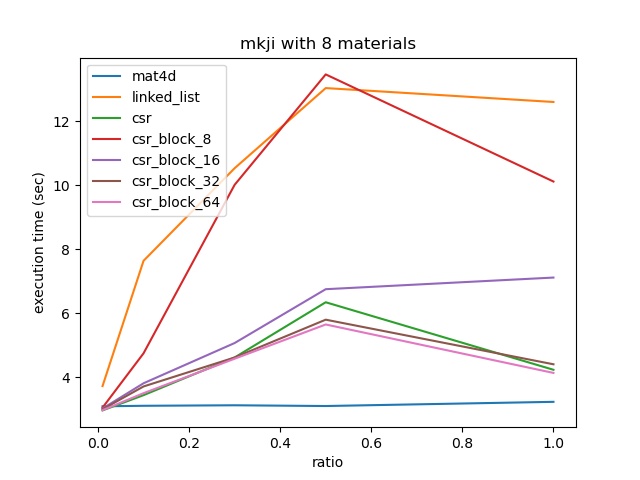 mkji with 8 materials
mat4d
linked_list
csr
csr_block_8
csr_block_16
csr_block_32
csr_block_64
execution time (sec)
12
10
8
6
4
0.0 0.2 0.4 0.6 0.8 1.0
ratio